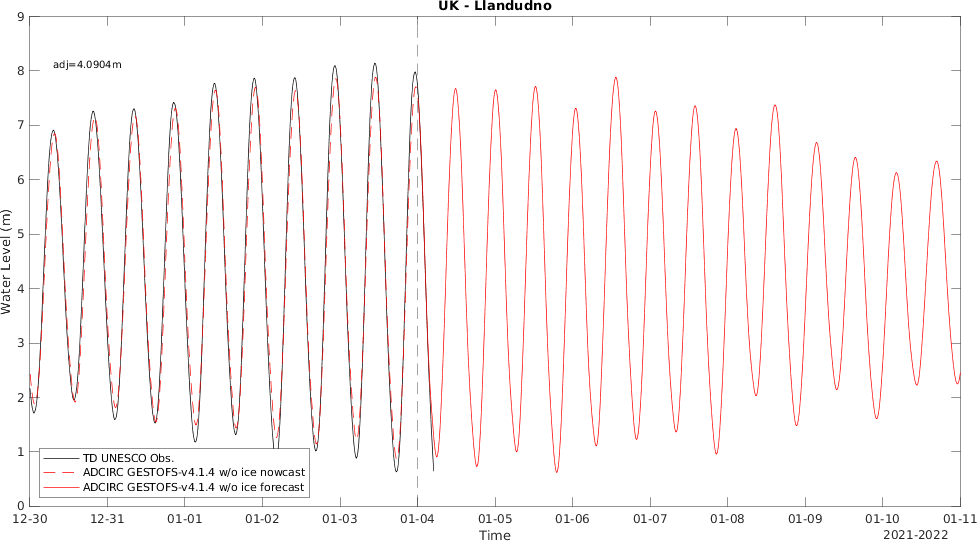 UK - Llandudno
9
adj=4.0904m
8
7
6
5
4
3
2
1
0
Water Level (m)
TD UNESCO Obs.
ADCIRC GESTOFS-v4.1.4 w/o ice nowcast
ADCIRC GESTOFS-v4.1.4 w/o ice forecast
12-30 12-31 01-01 01-02 01-03 01-04 01-05 01-06 01-07 01-08 01-09 01-10 01-11
Time
2021-2022